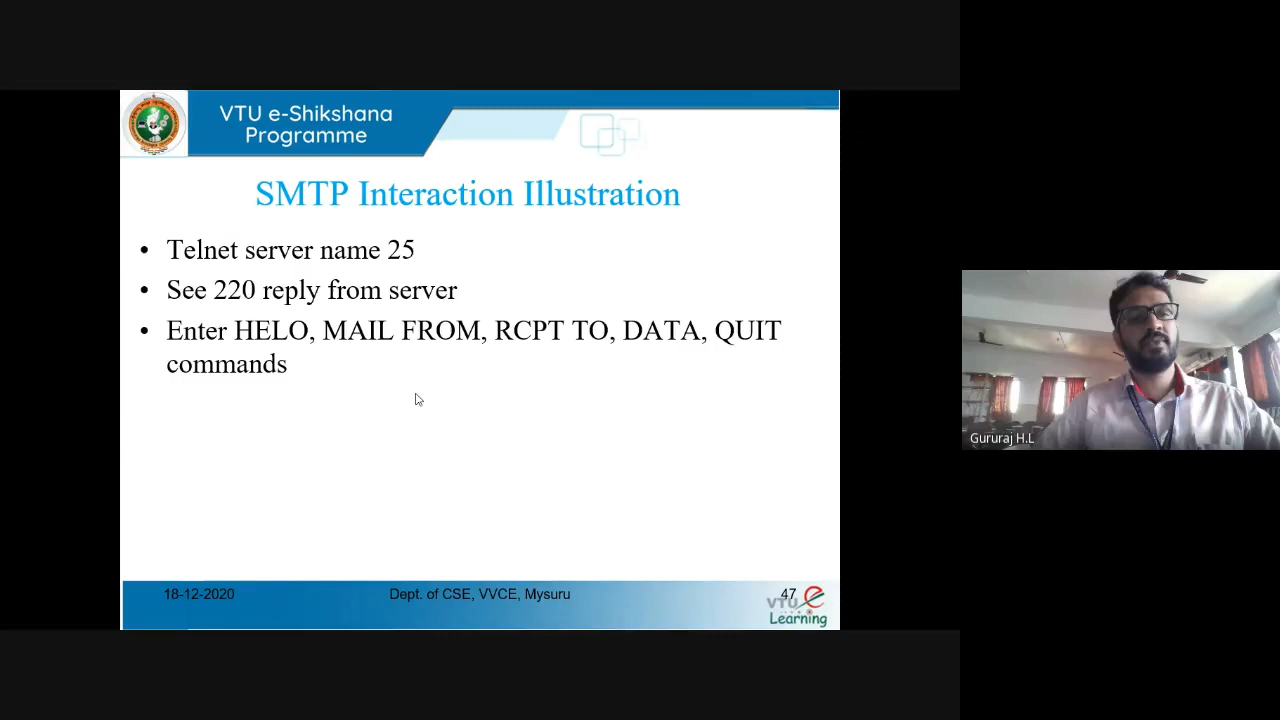 VTU e-Shikshana
Programme
SMTP Interaction Illustration
• Telnet server name 25
• See 220 reply from server
• Enter HELO, MAIL FROM, RCPT TO, DATA, QUIT
commands
Gururaj H.L
18-12-2020
Dept. of CSE, VVCE, Mysuru
47
VTU e
Learning